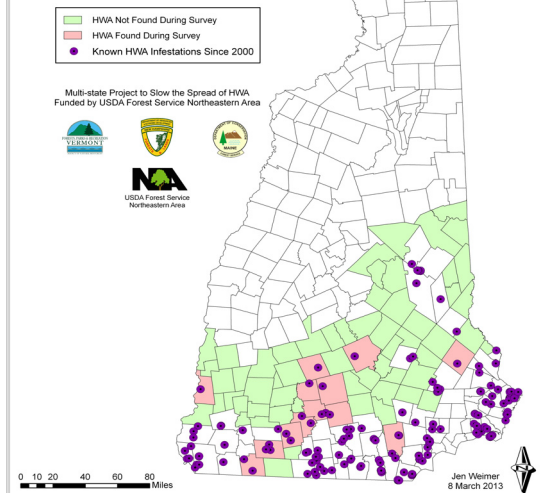 HWA Not Found During Survey
HWA Found During Survey
Known HWA Infestations Since 2000
Multi-state Project to Slow the Spread of HWA
Funded by USDA Forest Service Northeastern Area
VERMONT
MAINE
NA
USDA Forest Service
Northeastern Area
0 10 20 40 60 80
Miles
Jen Weimer
8 March 2013
N